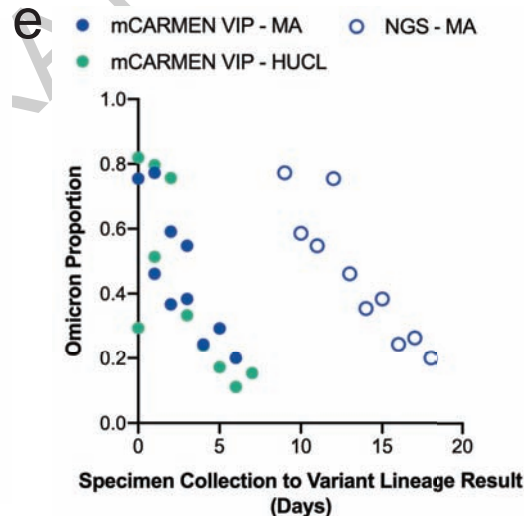 e
mCARMEN VIP - MA NGS - MA
mCARMEN VIP - HUCL
1.0
0.8
0.6
0.4
0.2
0.0
Omicron Proportion
0 5 10 15 20
Specimen Collection to Variant Lineage Result
(Days)